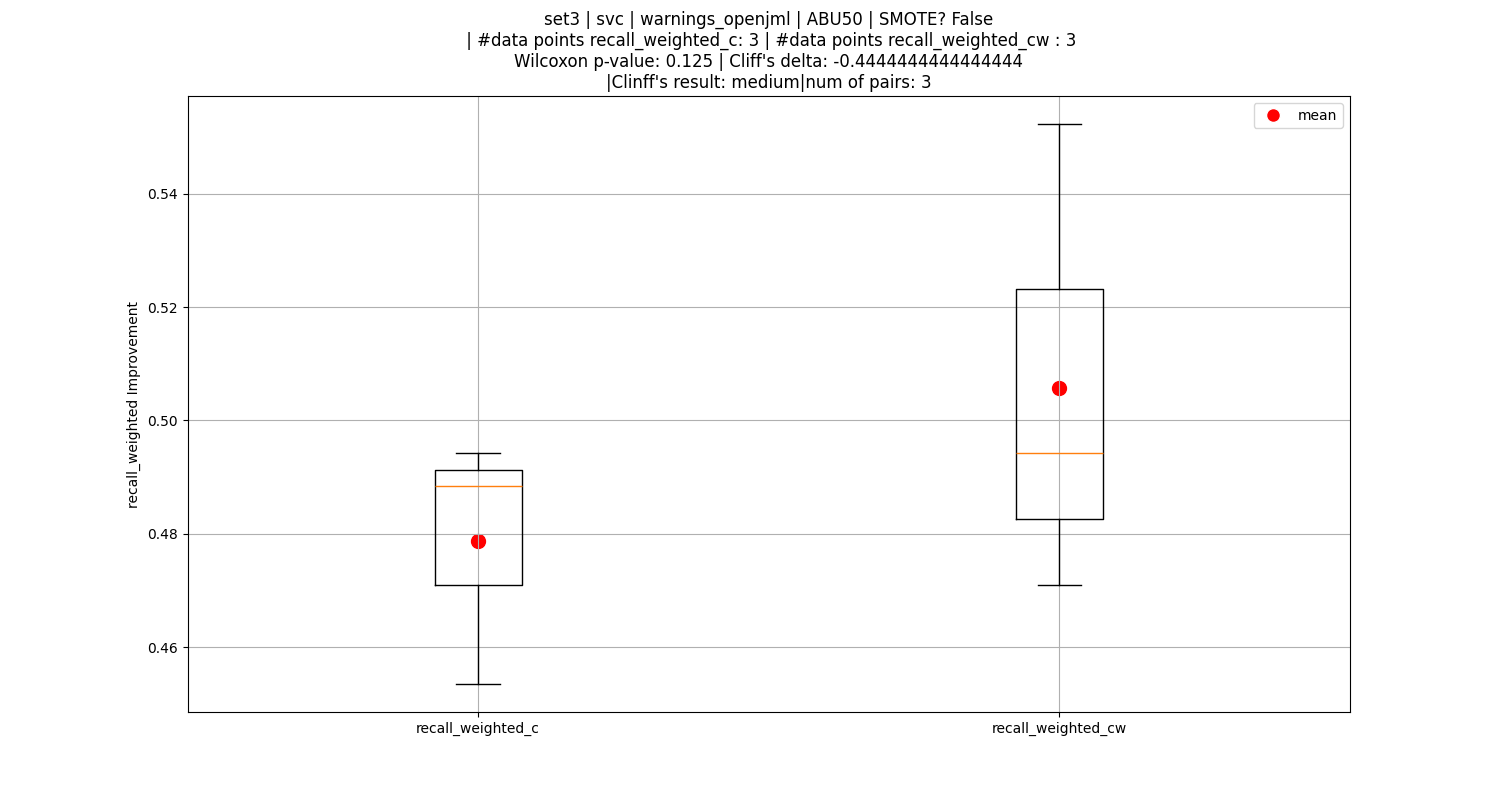 set3 | svc | warnings_openjml | ABU50 | SMOTE? False
| #data points recall_weighted_c: 3 | #data points recall_weighted_cw : 3
Wilcoxon p-value: 0.125 | Cliff's delta: -0.4444444444444444
|Clinff's result: medium|num of pairs: 3
mean
0.54
0.52
0.50
0.48
0.46
recall_weighted Improvement
recall_weighted_c
recall_weighted_cw